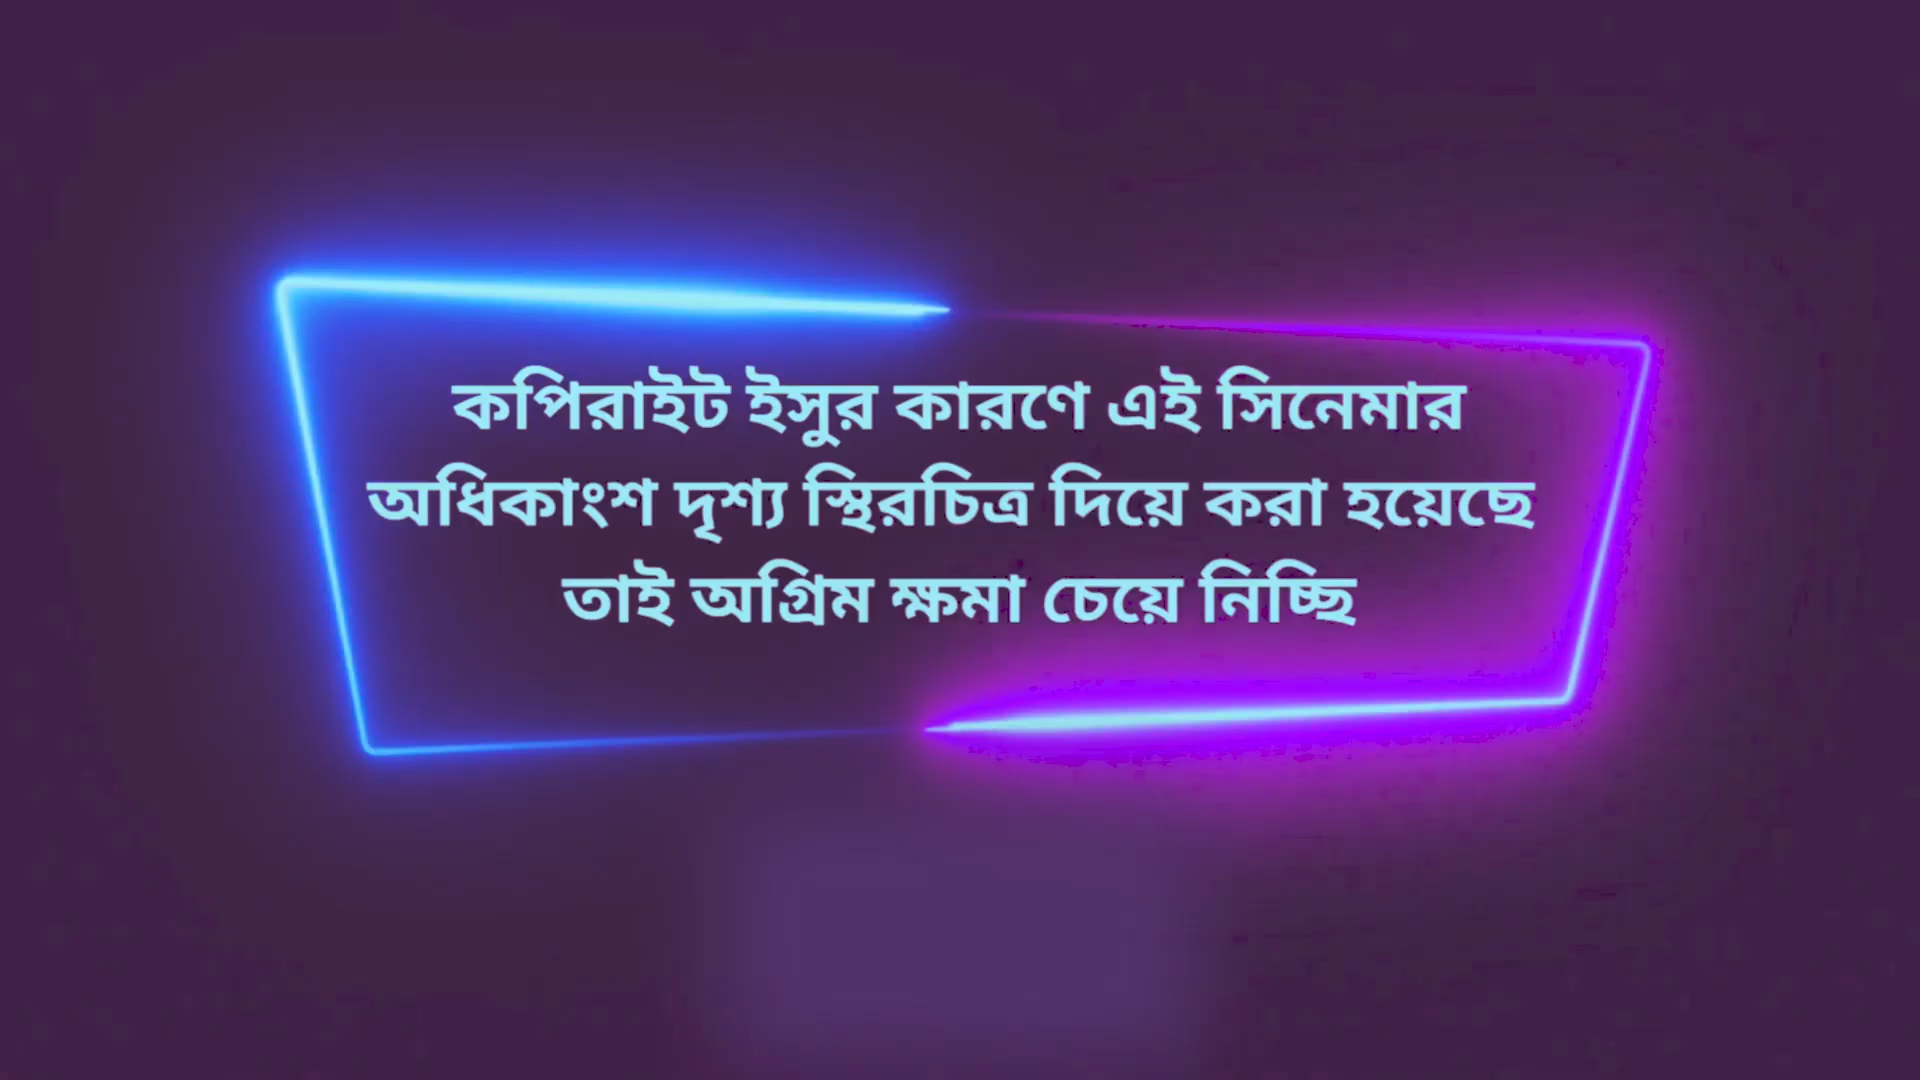 কপিরাইট ইসুর কারণে এই সিনেমার
অধিকাংশ দৃশ্য স্থিরচিত্র দিয়ে করা হয়েছে
তাই অগ্রিম ক্ষমা চেয়ে নিচ্ছি